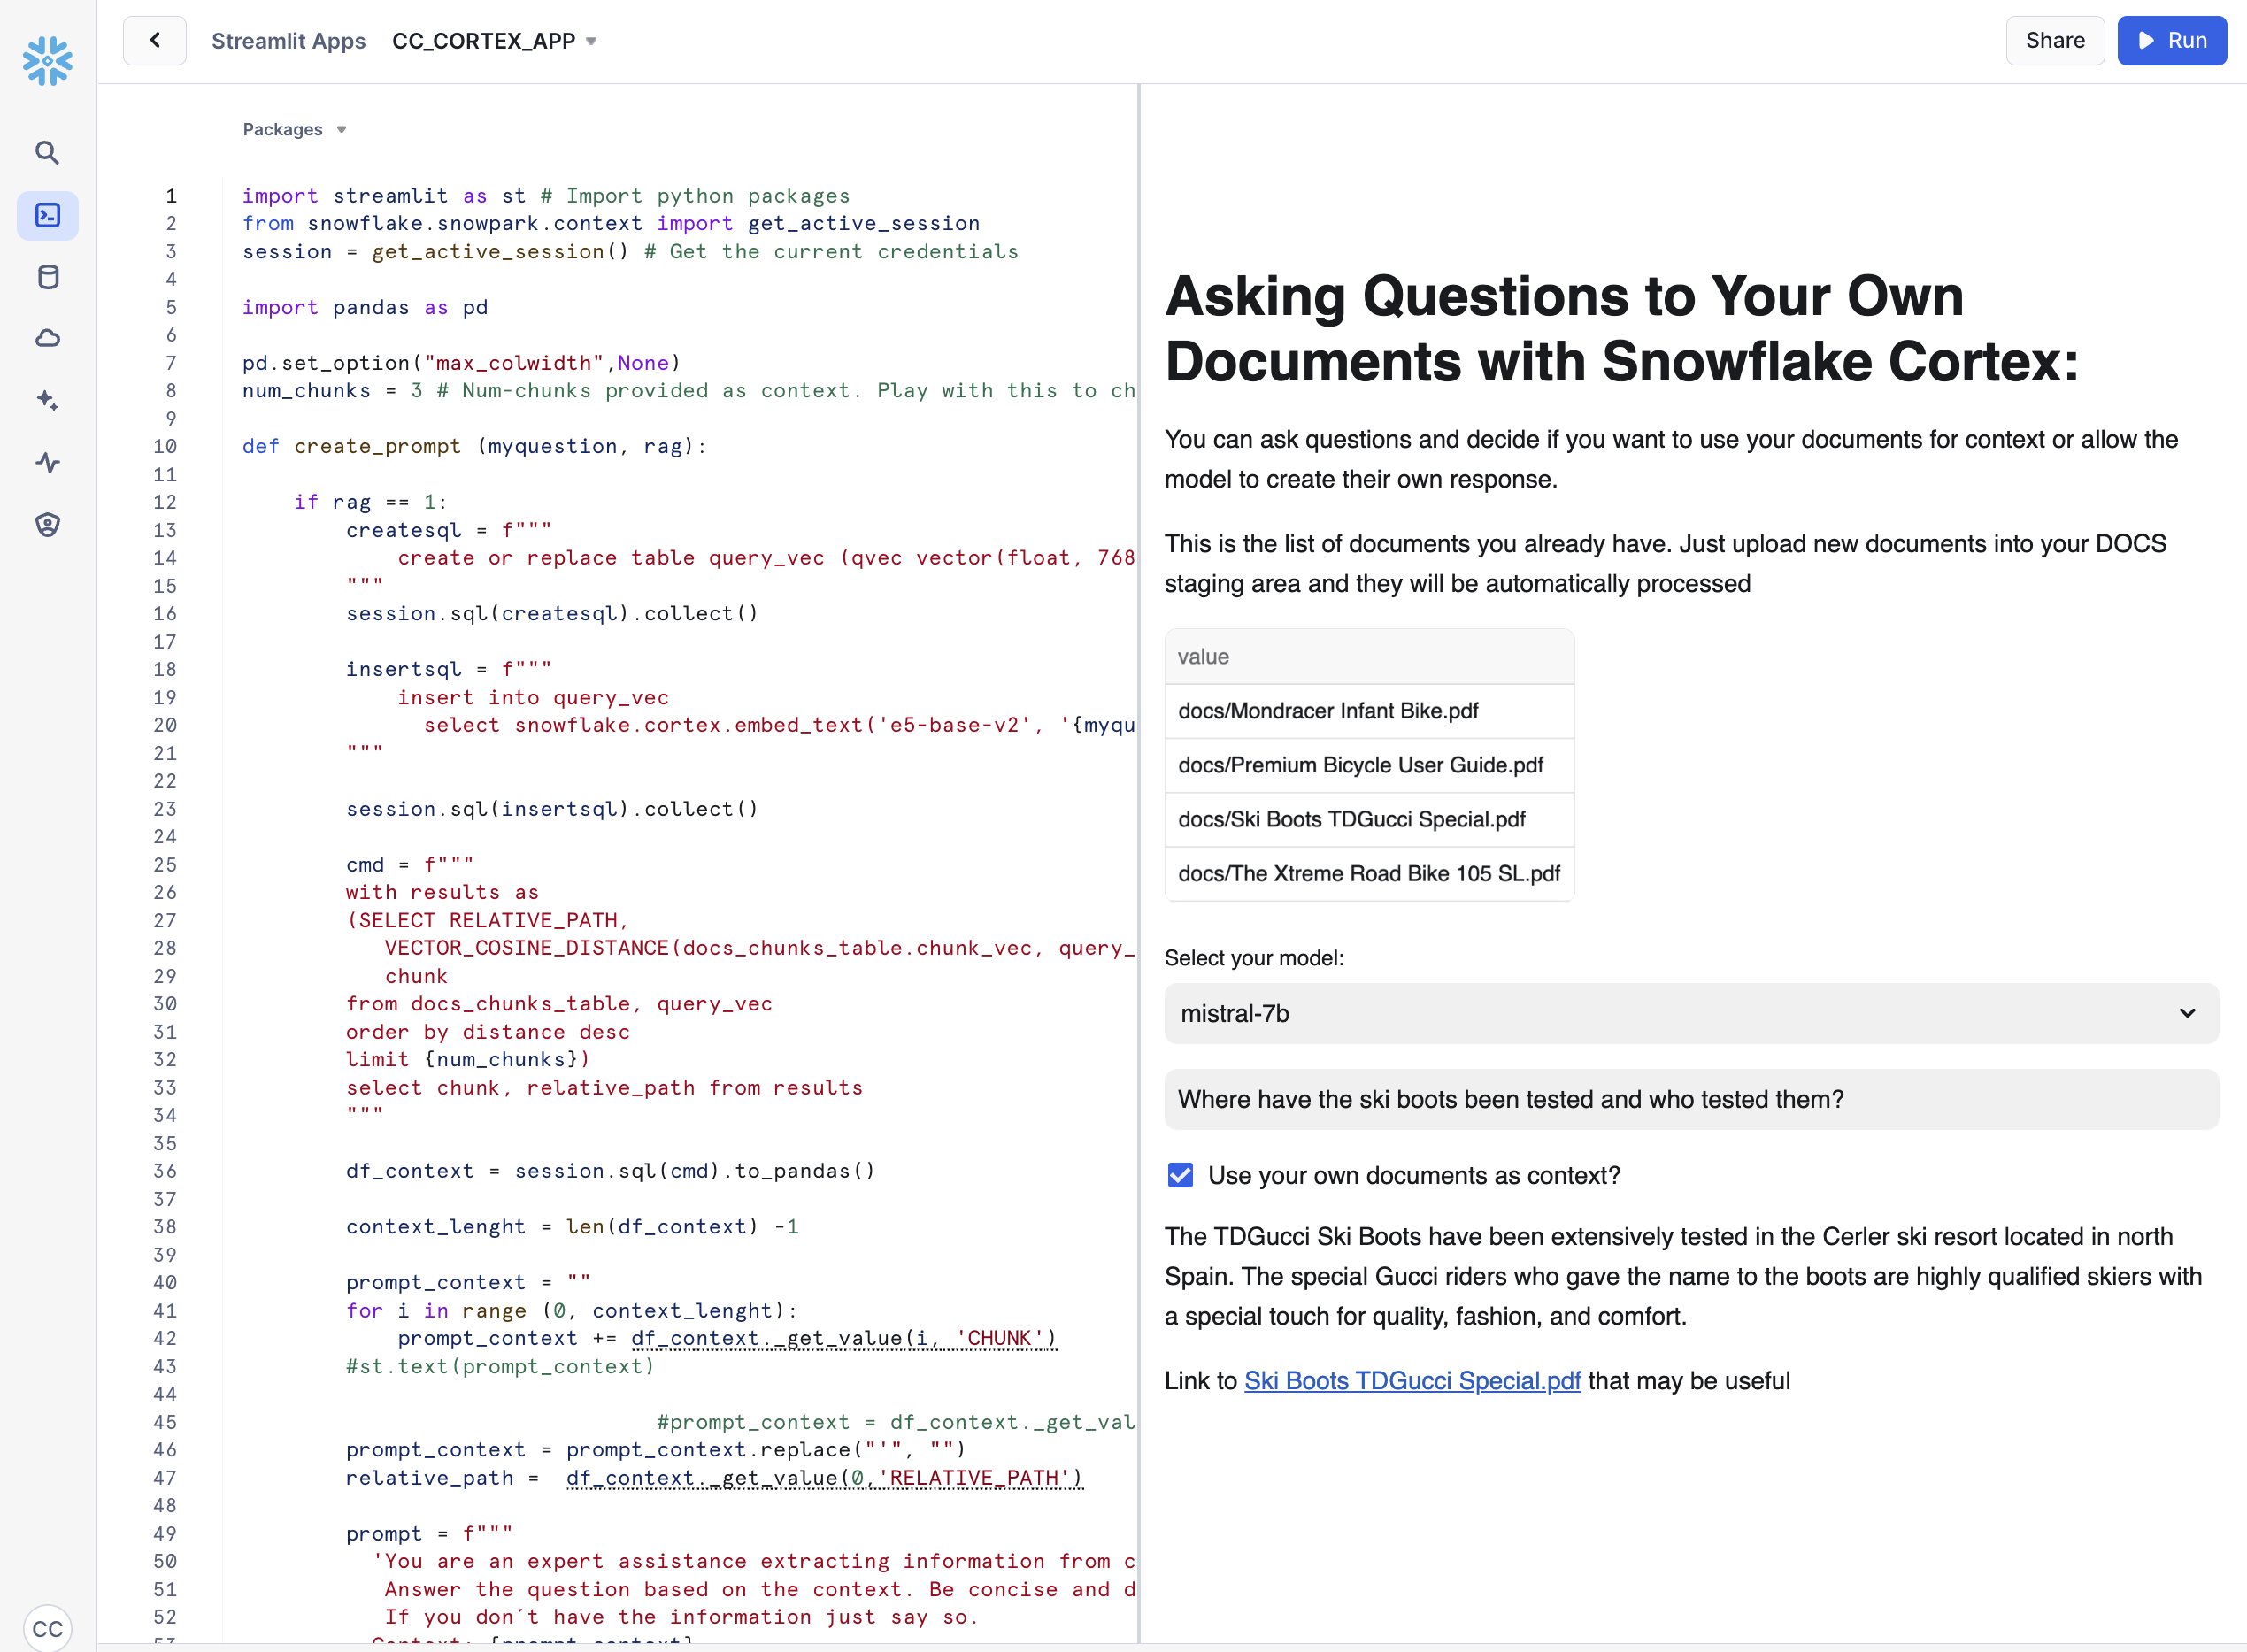 Streamlit Apps CC_CORTEX_APP
Share
Run
Packages
1 import streamlit as st # Import python packages
2 from snowflake.snowpark.context import get_active_session
3 session = get_active_session() # Get the current credentials
4
5 import pandas as pd
6
7 pd.set_option("max_colwidth",None)
8 num_chunks = 3 # Num-chunks provided as context. Play with this to ch
9
10 def create_prompt (myquestion, rag):
11
12 if rag == 1:
13 createsql = f"""
14 create or replace table query_vec (qvec vector(float, 768
15 """
16 session.sql(createsql).collect()
17
18 insertsql = f"""
19 insert into query_vec
20 select snowflake.cortex.embed_text('e5-base-v2', '{myqu
21 """
22
23 session.sql(insertsql).collect()
24
25 cmd = f"""
26 with results as
27 (SELECT RELATIVE_PATH,
28 VECTOR_COSINE_DISTANCE(docs_chunks_table.chunk_vec, query_
29 chunk
30 from docs_chunks_table, query_vec
31 order by distance desc
32 limit {num_chunks})
33 select chunk, relative_path from results
34 """
35
36 df_context = session.sql(cmd).to_pandas()
37
38 context_lenght = len(df_context) -1
39
40 prompt_context = ""
41 for i in range (0, context_lenght):
42 prompt_context += df_context._get_value(i, 'CHUNK')
43 #st.text(prompt_context)
44
45 #prompt_context = df_context._get_val
46 prompt_context = prompt_context.replace("'", "")
47 relative_path = df_context._get_value(0,'RELATIVE_PATH')
48
49 prompt = f"""
50 'You are an expert assistance extracting information from c
51 Answer the question based on the context. Be concise and d
52 If you don´t have the information just say so.
53 Context: {prompt_context}
CC
Asking Questions to Your Own
Documents with Snowflake Cortex:
You can ask questions and decide if you want to use your documents for context or allow the
model to create their own response.
This is the list of documents you already have. Just upload new documents into your DOCS
staging area and they will be automatically processed
value
docs/Mondracer Infant Bike.pdf
docs/Premium Bicycle User Guide.pdf
docs/Ski Boots TDGucci Special.pdf
docs/The Xtreme Road Bike 105 SL.pdf
Select your model:
mistral-7b
Where have the ski boots been tested and who tested them?
Use your own documents as context?
The TDGucci Ski Boots have been extensively tested in the Cerler ski resort located in north
Spain. The special Gucci riders who gave the name to the boots are highly qualified skiers with
a special touch for quality, fashion, and comfort.
Link to Ski Boots TDGucci Special.pdf that may be useful